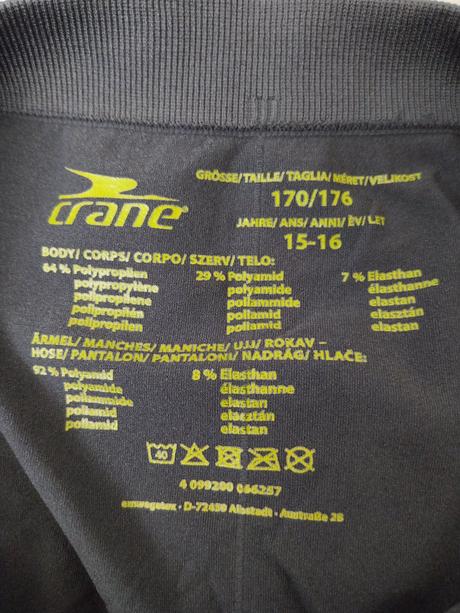 GRÖSSE/TAILLE/TAGLIA/MÉRET/VELIKOST
170/176
crane®
JAHRE/ANS/ANNI/ÉV/LET
15-16
BODY/CORPS/CORPO/SZERV/TELO:
64 % Polypropylen 29 % Polyamid 7 % Elasthan
polypropylène polyamide élasthanne
polipropilene poliammide elastan
polipropilén poliamid elasztán
polipropilen poliamid elastan
ÄRMEL/MANCHES/MANICHE/UJJ/ROKAV –
HOSE/PANTALON/PANTALONI/NADRÁG/HLAČE:
92 % Polyamid 8 % Elasthan
polyamide élasthanne
poliammide elastan
poliamid elasztán
poliamid elastan
40
4 099200 066257
D-72459 Albstadt